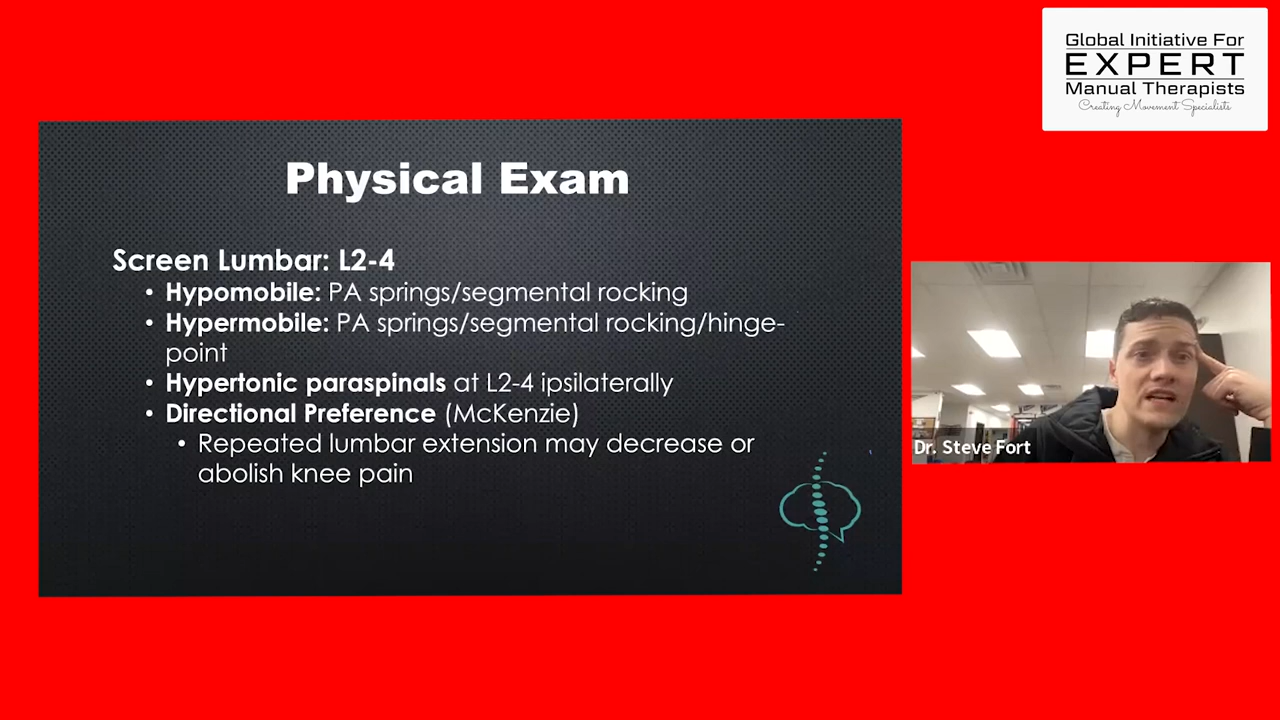 Global Initiative For
EXPERT
Manual Therapists
Creating Movement Specialists
Physical Exam
Screen Lumbar: L2-4
• Hypomobile: PA springs/segmental rocking
• Hypermobile: PA springs/segmental rocking/hinge-
point
• Hypertonic paraspinals at L2-4 ipsilaterally
• Directional Preference (McKenzie)
• Repeated lumbar extension may decrease or
abolish knee pain
Dr. Steve Fort